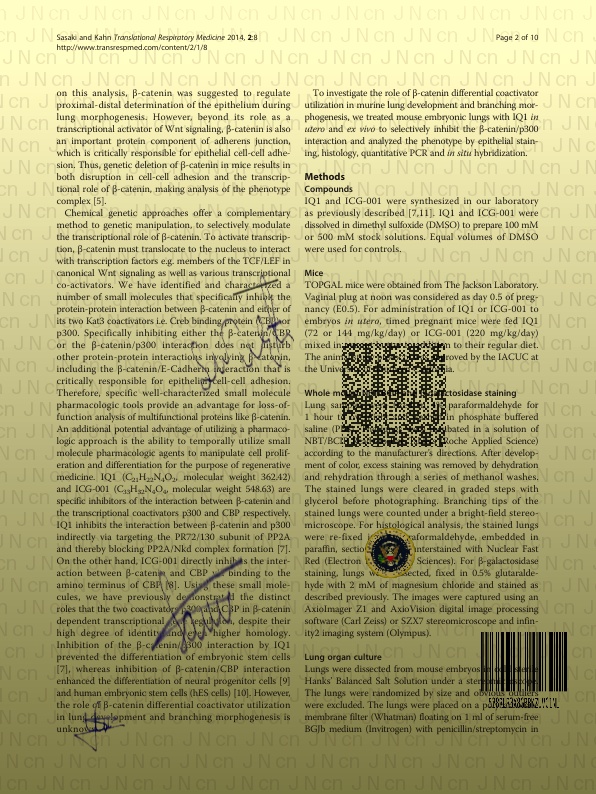 Sasaki and Kahn Translational Respiratory Medicine 2014, 2:8
Page 2 of 10
http://www.transrespmed.com/content/2/1/8
on this analysis, β-catenin was suggested to regulate
proximal-distal determination of the epithelium during
lung morphogenesis. However, beyond its role as a
transcriptional activator of Wnt signaling, β-catenin is also
an important protein component of adherens junction,
which is critically responsible for epithelial cell-cell adhe-
sion. Thus, genetic deletion of β-catenin in mice results in
both disruption in cell-cell adhesion and the transcrip-
tional role of β-catenin, making analysis of the phenotype
complex [5].
Chemical genetic approaches offer a complementary
method to genetic manipulation, to selectively modulate
the transcriptional role of β-catenin. To activate transcrip-
tion, β-catenin must translocate to the nucleus to interact
with transcription factors e.g. members of the TCF/LEF in
canonical Wnt signaling as well as various transcriptional
co-activators. We have identified and characterized a
number of small molecules that specifically inhibit the
protein-protein interaction between β-catenin and either of
its two Kat3 coactivators i.e. Creb binding protein (CBP) or
p300. Specifically inhibiting either the β-catenin/CBP
or the β-catenin/p300 interaction does not disturb
other protein-protein interactions in β-catenin,
including the β-catenin/E-Cadherin interaction that is
critically responsible for epithelial cell-cell adhesion.
Therefore, specific well-characterized small molecule
pharmacologic tools provide an advantage for loss-of-
function analysis of multifunctional proteins like β-catenin.
An additional potential advantage of utilizing a pharmaco-
logic approach is the ability to temporally utilize small
molecule pharmacologic agents to manipulate cell prolif-
eration and differentiation for the purpose of regenerative
medicine. IQ1 (C₂₁H₂₂N₄O₂, molecular weight 362.42)
and ICG-001 (C₃₃H₃₂N₄O₄, molecular weight 548.63) are
specific inhibitors of the interaction between β-catenin and
the transcriptional coactivators p300 and CBP respectively.
IQ1 inhibits the interaction between β-catenin and p300
indirectly via targeting the PR72/130 subunit of PP2A
and thereby blocking PP2A/Nkd complex formation [7].
On the other hand, ICG-001 directly inhibits the inter-
action between β-catenin and CBP by binding to the
amino terminus of CBP [8]. Using these small mole-
cules, we have previously demonstrated the distinct
roles that the two coactivators p300 and CBP in β-catenin
dependent transcriptional despite their
high degree of identity and even higher homology.
Inhibition of the β-catenin/p300 interaction by IQ1
prevented the differentiation of embryonic stem cells
[7], whereas inhibition of β-catenin/CBP interaction
enhanced the differentiation of neural progenitor cells [9]
and human embryonic stem cells (hES cells) [10]. However,
the role of β-catenin differential coactivator utilization
in lung development and branching morphogenesis is
unknown.
To investigate the role of β-catenin differential coactivator
utilization in murine lung development and branching mor-
phogenesis, we treated mouse embryonic lungs with IQ1 in
utero and ex vivo to selectively inhibit the β-catenin/p300
interaction and analyzed the phenotype by epithelial stain-
ing, histology, quantitative PCR and in situ hybridization.
Methods
Compounds
IQ1 and ICG-001 were synthesized in our laboratory
as previously described [7,11]. IQ1 and ICG-001 were
dissolved in dimethyl sulfoxide (DMSO) to prepare 100 mM
or 500 mM stock solutions. Equal volumes of DMSO
were used for controls.
Mice
TOPGAL mice were obtained from The Jackson Laboratory.
Vaginal plug at noon was considered as day 0.5 of preg-
nancy (E0.5). For administration of IQ1 or ICG-001 to
embryos in utero, timed pregnant mice were fed IQ1
(72 or 144 mg/kg/day) or ICG-001 (220 mg/kg/day)
mixed in to their regular diet.
The by the IACUC at
the
Whole staining
Lung paraformaldehyde for
1 hour in phosphate buffered
saline in a solution of
NBT/BCIP Applied Science)
according to the manufacturer's directions. After develop-
ment of color, excess staining was removed by dehydration
and rehydration through a series of methanol washes.
The stained lungs were cleared in graded steps with
glycerol before photographing. Branching tips of the
stained lungs were counted under a bright-field stereo-
microscope. For histological analysis, the stained lungs
were re-fixed in embedded in
paraffin, with Nuclear Fast
Red (Electron Sciences). For β-galactosidase
staining, lungs were fixed in 0.5% glutaralde-
hyde with 2 mM of magnesium chloride and stained as
described previously. The images were captured using an
AxioImager Z1 and AxioVision digital image processing
software (Carl Zeiss) or SZX7 stereomicroscope and infin-
ity2 imaging system (Olympus).
Lung organ culture
Lungs were dissected from mouse embryos in
Hanks' Balanced Salt Solution under a
The lungs were randomized by size and obvious outliers
were excluded. The lungs were placed on a
membrane filter (Whatman) floating on 1 ml of serum-free
BGJb medium (Invitrogen) with penicillin/streptomycin in